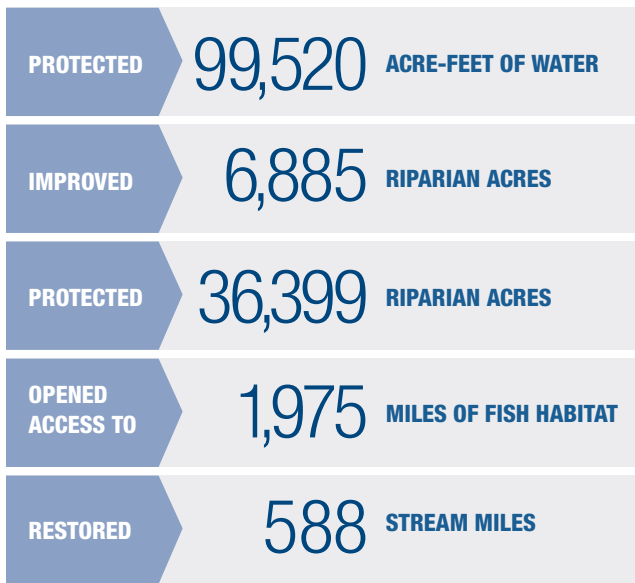 PROTECTED 99,520 ACRE-FEET OF WATER
IMPROVED 6,885 RIPARIAN ACRES
PROTECTED 36,399 RIPARIAN ACRES
OPENED
ACCESS TO 1,975 MILES OF FISH HABITAT
RESTORED 588 STREAM MILES